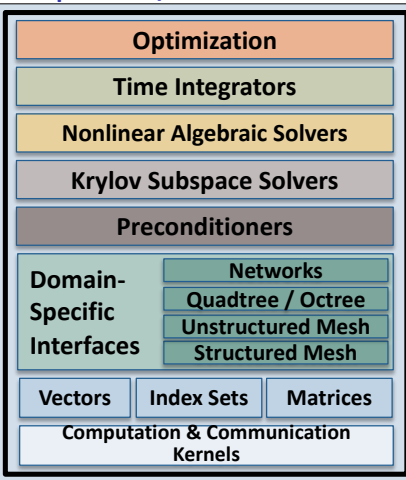 Optimization
Time Integrators
Nonlinear Algebraic Solvers
Krylov Subspace Solvers
Preconditioners
Domain-
Specific
Interfaces
Networks
Quadtree / Octree
Unstructured Mesh
Structured Mesh
Vectors
Index Sets
Matrices
Computation & Communication
Kernels